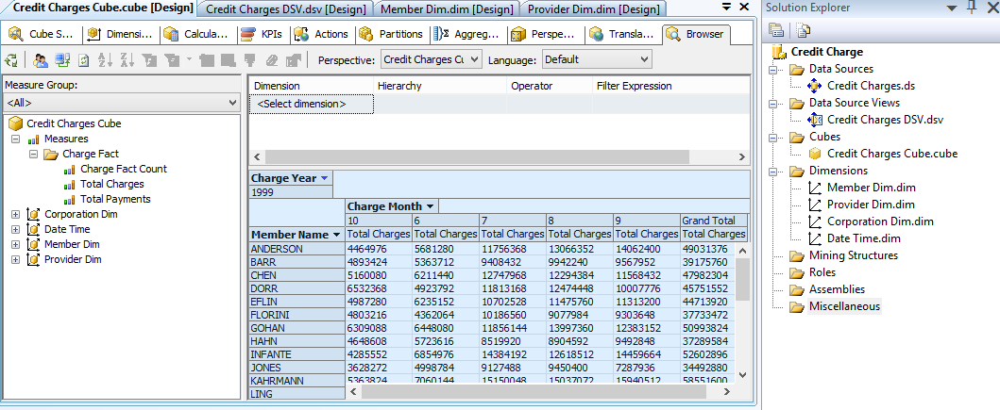 Credit Charges Cube.cube [Design]
Credit Charges DSV.dsv [Design]
Member Dim.dim [Design]
Provider Dim.dim [Design]
Cube S...
Dimensi...
Calcula...
KPIs
Actions
Partitions
Aggreg...
Perspe...
Transla...
Browser
Perspective: Credit Charges Cu
Language: Default
Measure Group:
<All>
Credit Charges Cube
Measures
Charge Fact
Charge Fact Count
Total Charges
Total Payments
Corporation Dim
Date Time
Member Dim
Provider Dim
Dimension Hierarchy Operator Filter Expression
<Select dimension>
Charge Year
1999
Charge Month
10 6 7 8 9 Grand Total
Member Name Total Charges Total Charges Total Charges Total Charges Total Charges Total Charges
ANDERSON 4464976 5681280 11756368 13066352 14062400 49031376
BARR 4893424 5363712 9408432 9942240 9567952 39175760
CHEN 5160080 6211440 12747968 12294384 11568432 47982304
DORR 6532368 4923792 11813168 12474448 10007776 45751552
EFLIN 4987280 6235152 10702528 11475760 11313200 44713920
FLORINI 4803216 4362064 10186560 9077984 9303648 37733472
GOHAN 6309088 6448080 11856144 13997360 12383152 50993824
HAHN 4648608 5723616 8519920 8904592 9492848 37289584
INFANTE 4285552 6854976 14384192 12618512 14459664 52602896
JONES 3628272 4998784 9127488 9450400 7287936 34492880
KAHRMANN 5363824 7060144 15150048 15037072 15940512 58551600
LING
Solution Explorer
Credit Charge
Data Sources
Credit Charges.ds
Data Source Views
Credit Charges DSV.dsv
Cubes
Credit Charges Cube.cube
Dimensions
Member Dim.dim
Provider Dim.dim
Corporation Dim.dim
Date Time.dim
Mining Structures
Roles
Assemblies
Miscellaneous